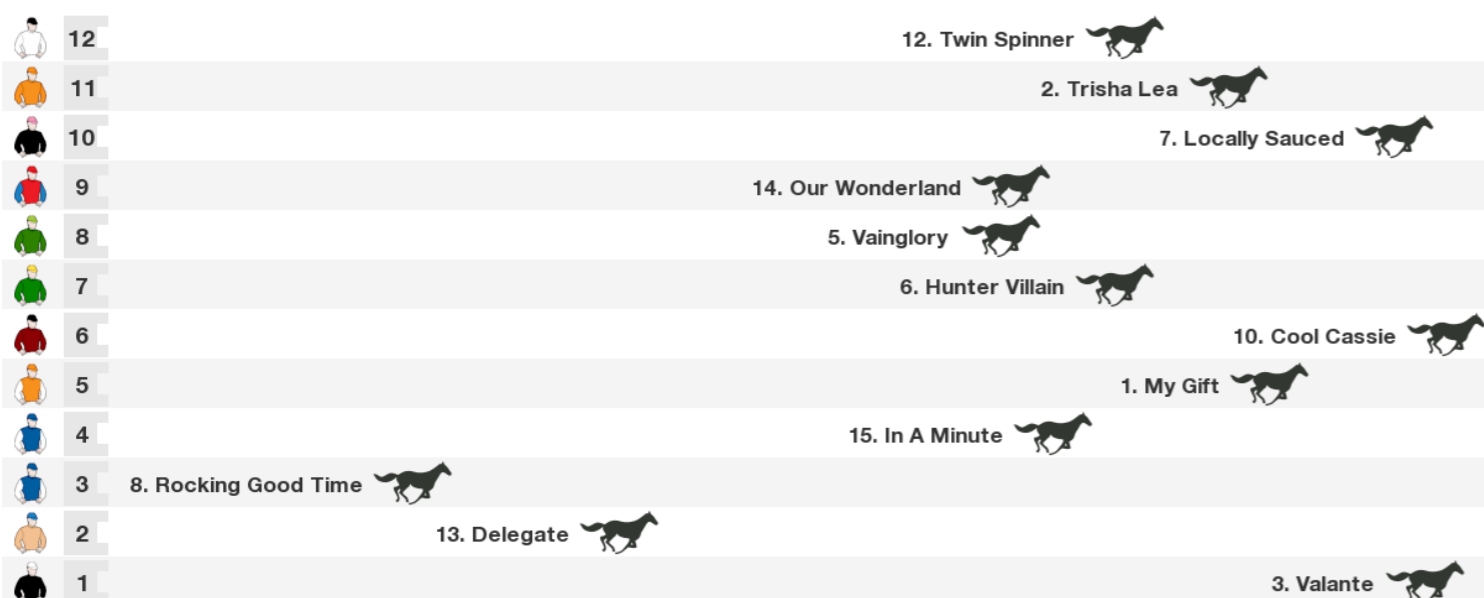 12 12. Twin Spinner
11 2. Trisha Lea
10 7. Locally Sauced
9 14. Our Wonderland
8 5. Vainglory
7 6. Hunter Villain
6 10. Cool Cassie
5 1. My Gift
4 15. In A Minute
3 8. Rocking Good Time
2 13. Delegate
1 3. Valante